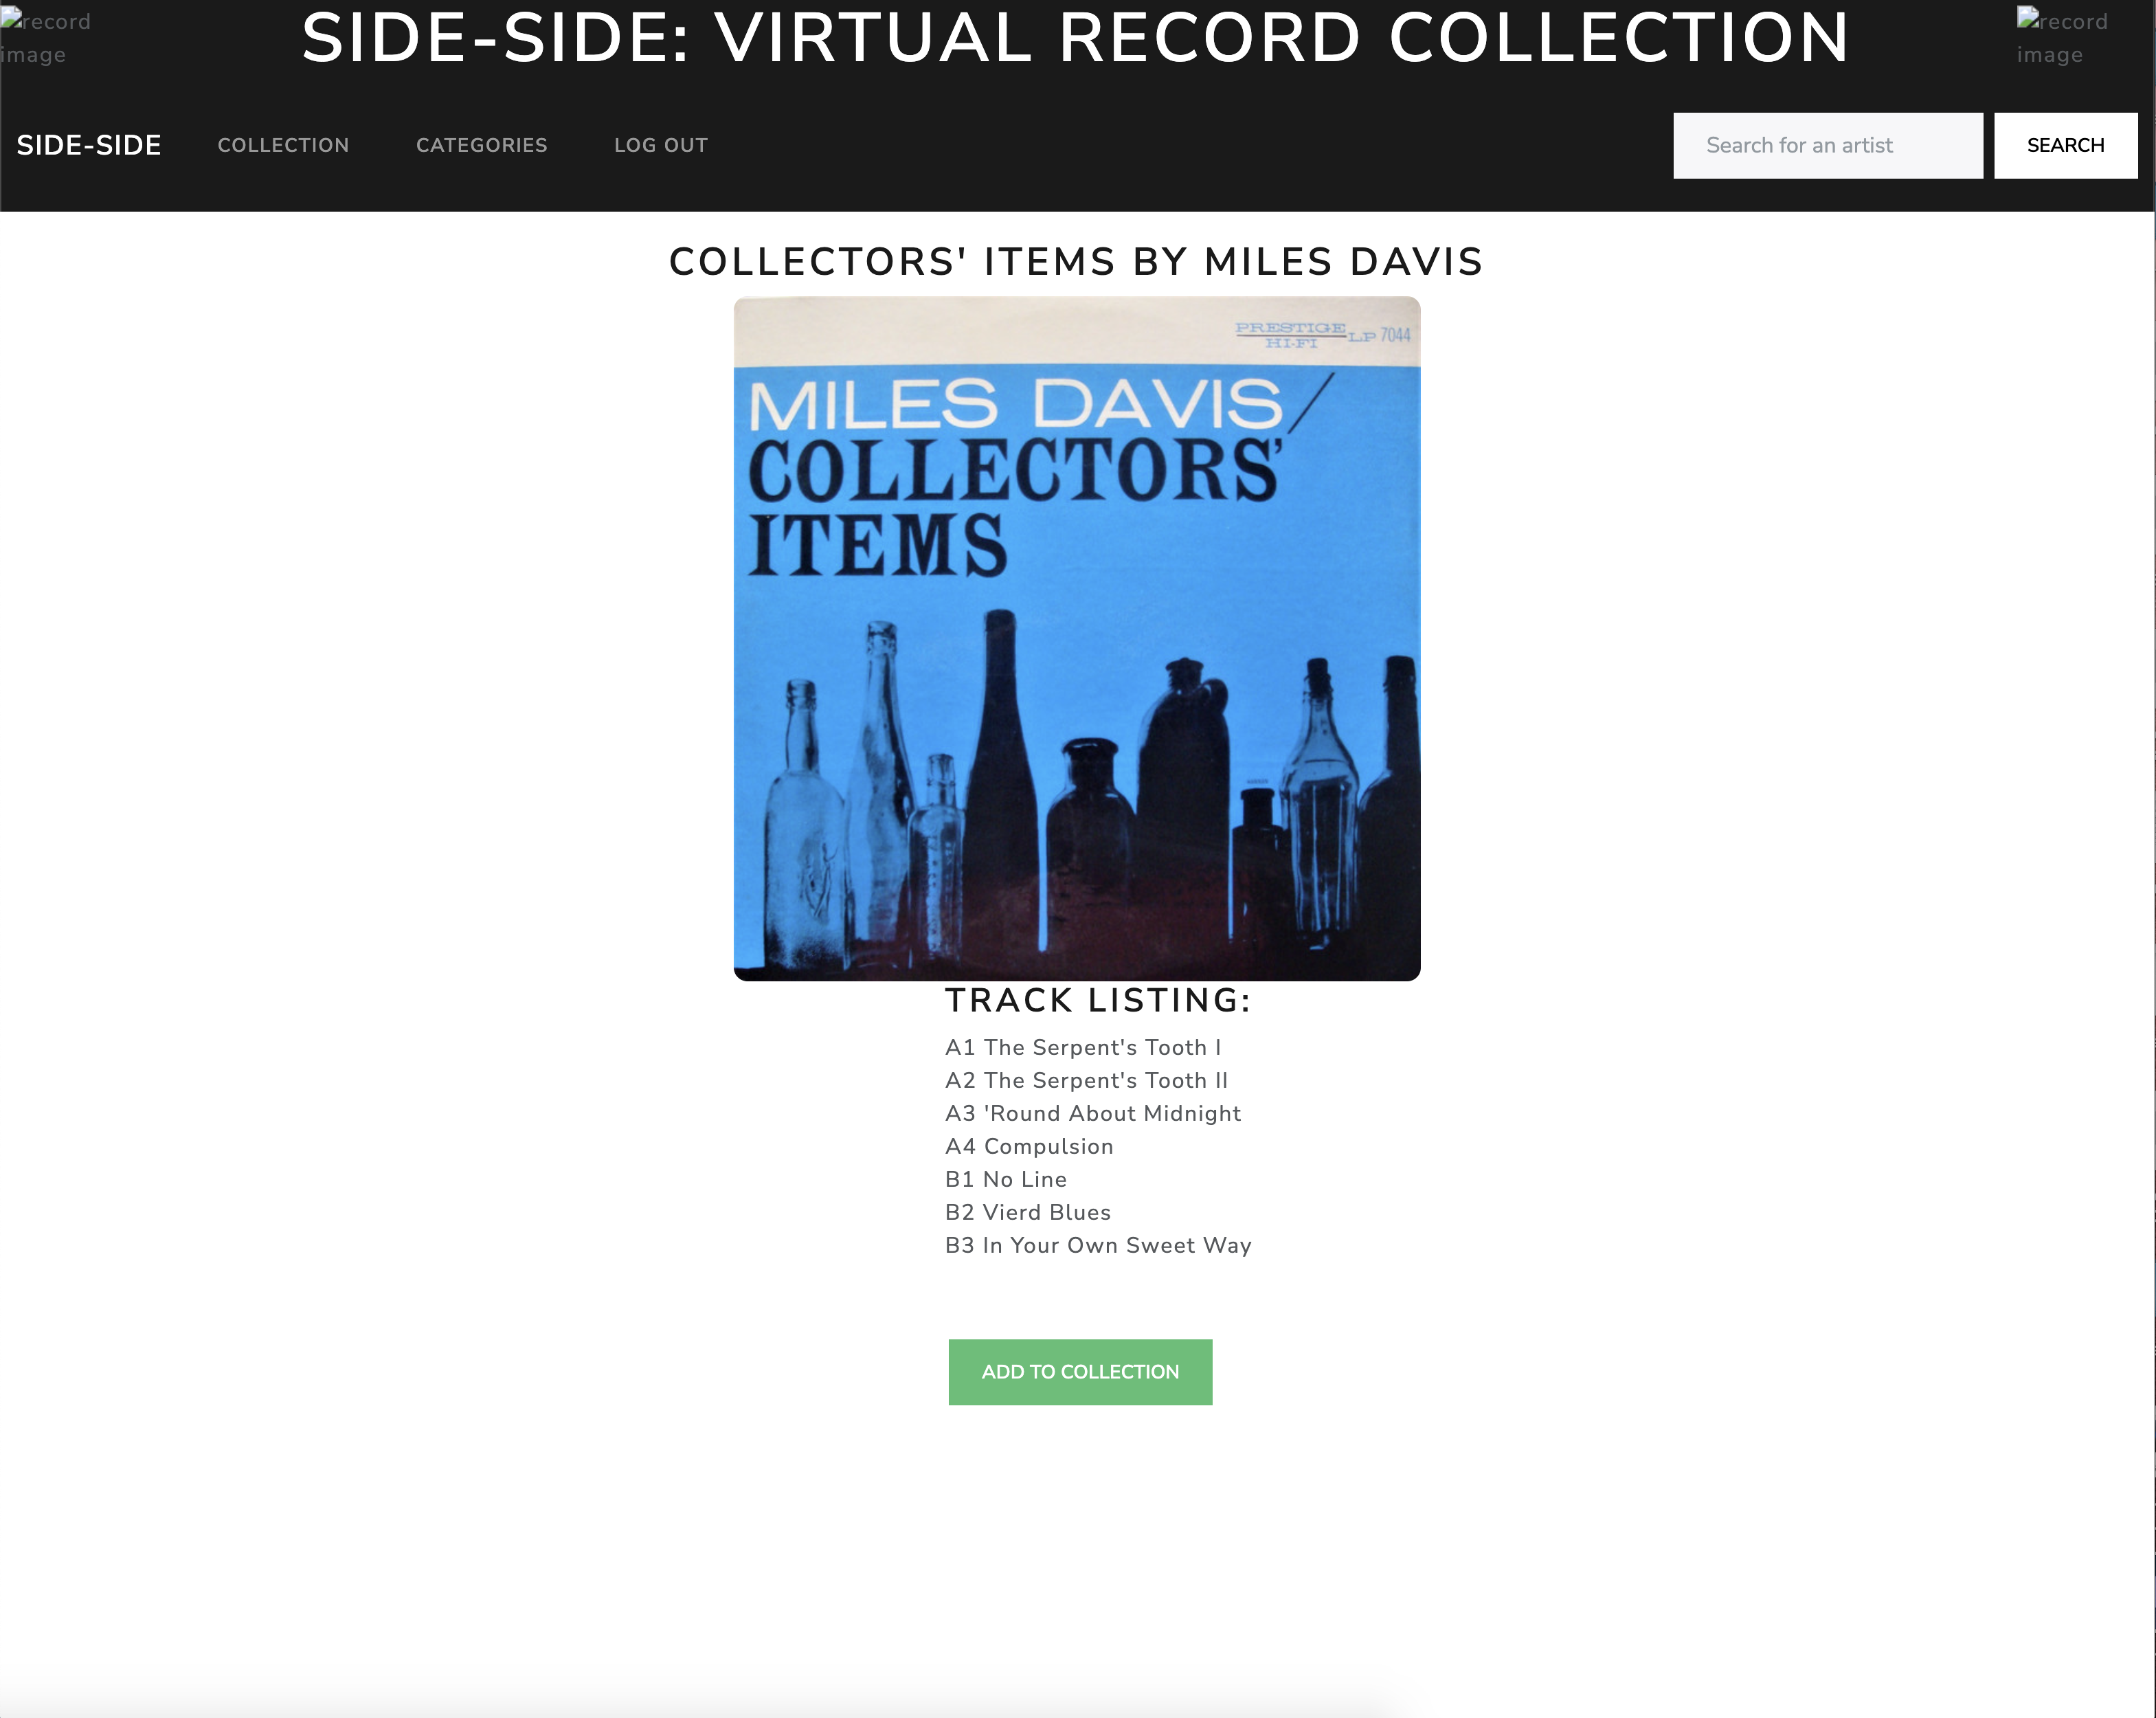 record
image
SIDE-SIDE: VIRTUAL RECORD COLLECTION
record
image
SIDE-SIDE
COLLECTION
CATEGORIES
LOG OUT
Search for an artist
SEARCH
COLLECTORS' ITEMS BY MILES DAVIS
PRESTIGE
HI-FI
LP 7044
MILES DAVIS/
COLLECTORS'
ITEMS
TRACK LISTING:
A1 The Serpent's Tooth I
A2 The Serpent's Tooth II
A3 'Round About Midnight
A4 Compulsion
B1 No Line
B2 Vierd Blues
B3 In Your Own Sweet Way
ADD TO COLLECTION